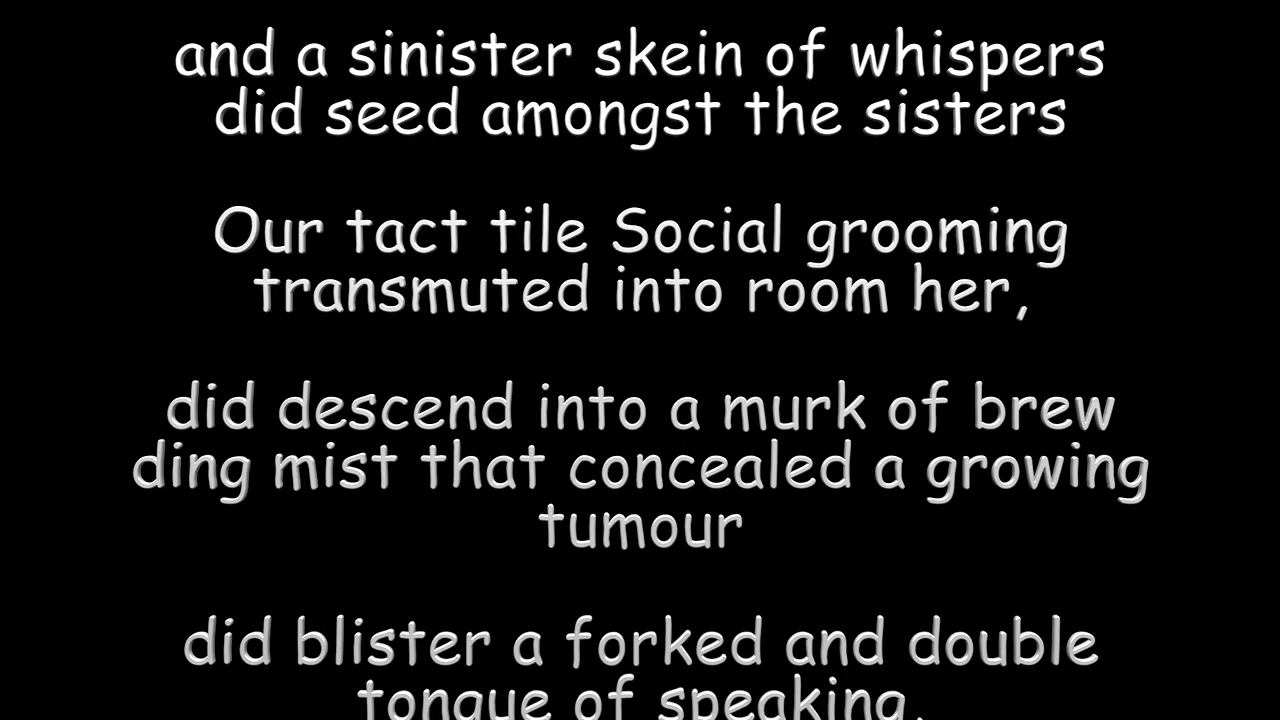 and a sinister skein of whispers
did seed amongst the sisters
Our tact tile Social grooming
transmuted into room her,
did descend into a murk of brew
ding mist that concealed a growing
tumour
did blister a forked and double
tongue of speaking,